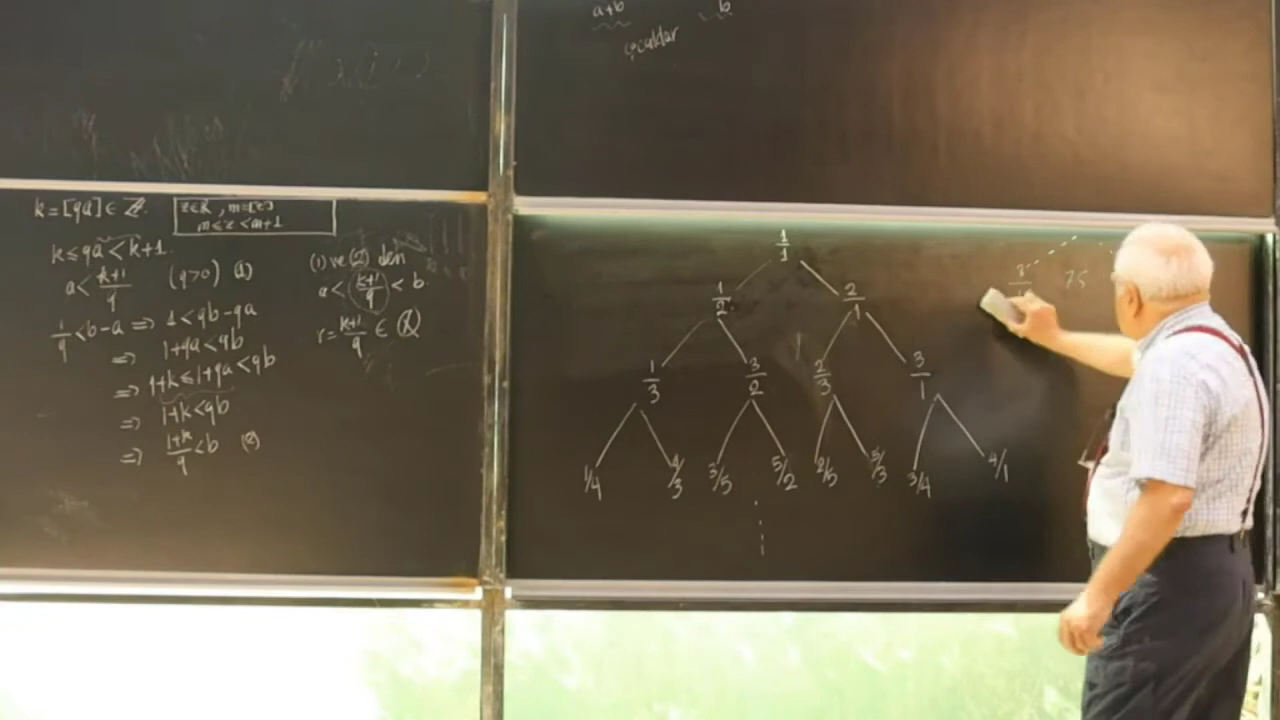 a+b b
çocuklar
k=[qa]∈ℤ.
z∈ℝ, m=[z]
m≤z<m+1
k≤qa<k+1.
a<(k+1)/q (q>0) (1)
1/q<b-a ⇒ 1<qb-qa
⇒ 1+qa<qb
⇒ 1+k≤1+qa<qb
⇒ 1+k<qb
⇒ (1+k)/q<b (2)
(1) ve (2) den
a<(k+1)/q<b
r=(k+1)/q ∈ ℚ
1/1
1/2 2/1
1/3 3/2 2/3 3/1
1/4 4/3 3/5 5/2 2/5 5/3 3/4 4/1
75